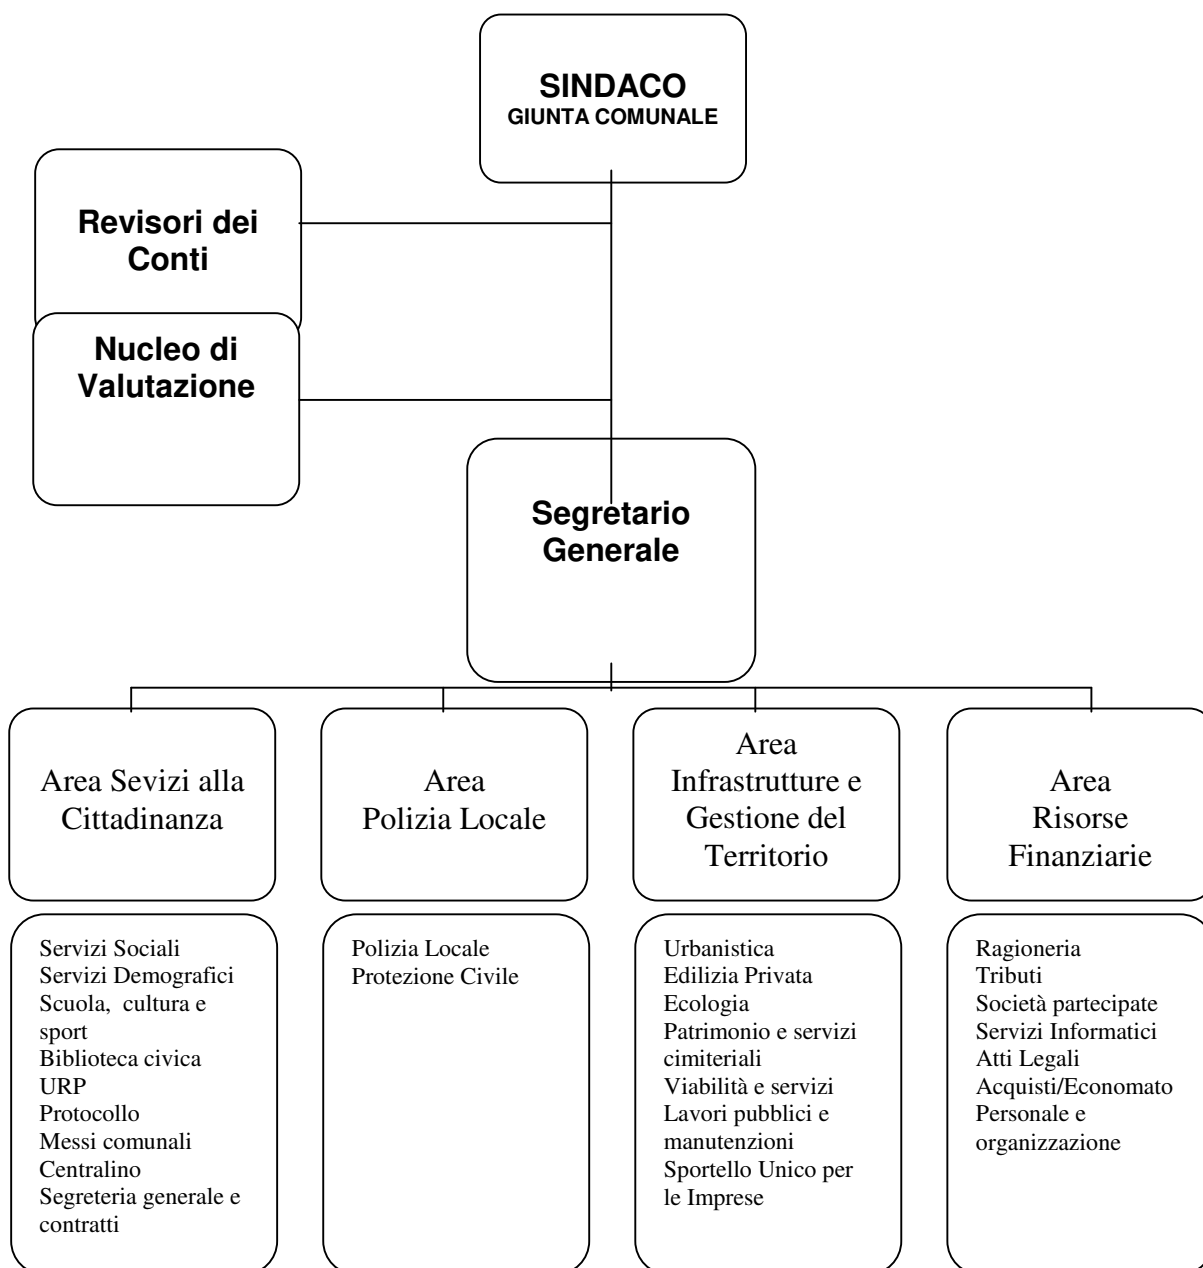 SINDACO
GIUNTA COMUNALE
Revisori dei
Conti
Nucleo di
Valutazione
Segretario
Generale
Area Sevizi alla
Cittadinanza
Area
Polizia Locale
Area
Infrastrutture e
Gestione del
Territorio
Area
Risorse
Finanziarie
Servizi Sociali
Servizi Demografici
Scuola, cultura e
sport
Biblioteca civica
URP
Protocollo
Messi comunali
Centralino
Segreteria generale e
contratti
Polizia Locale
Protezione Civile
Urbanistica
Edilizia Privata
Ecologia
Patrimonio e servizi
cimiteriali
Viabilità e servizi
Lavori pubblici e
manutenzioni
Sportello Unico per
le Imprese
Ragioneria
Tributi
Società partecipate
Servizi Informatici
Atti Legali
Acquisti/Economato
Personale e
organizzazione